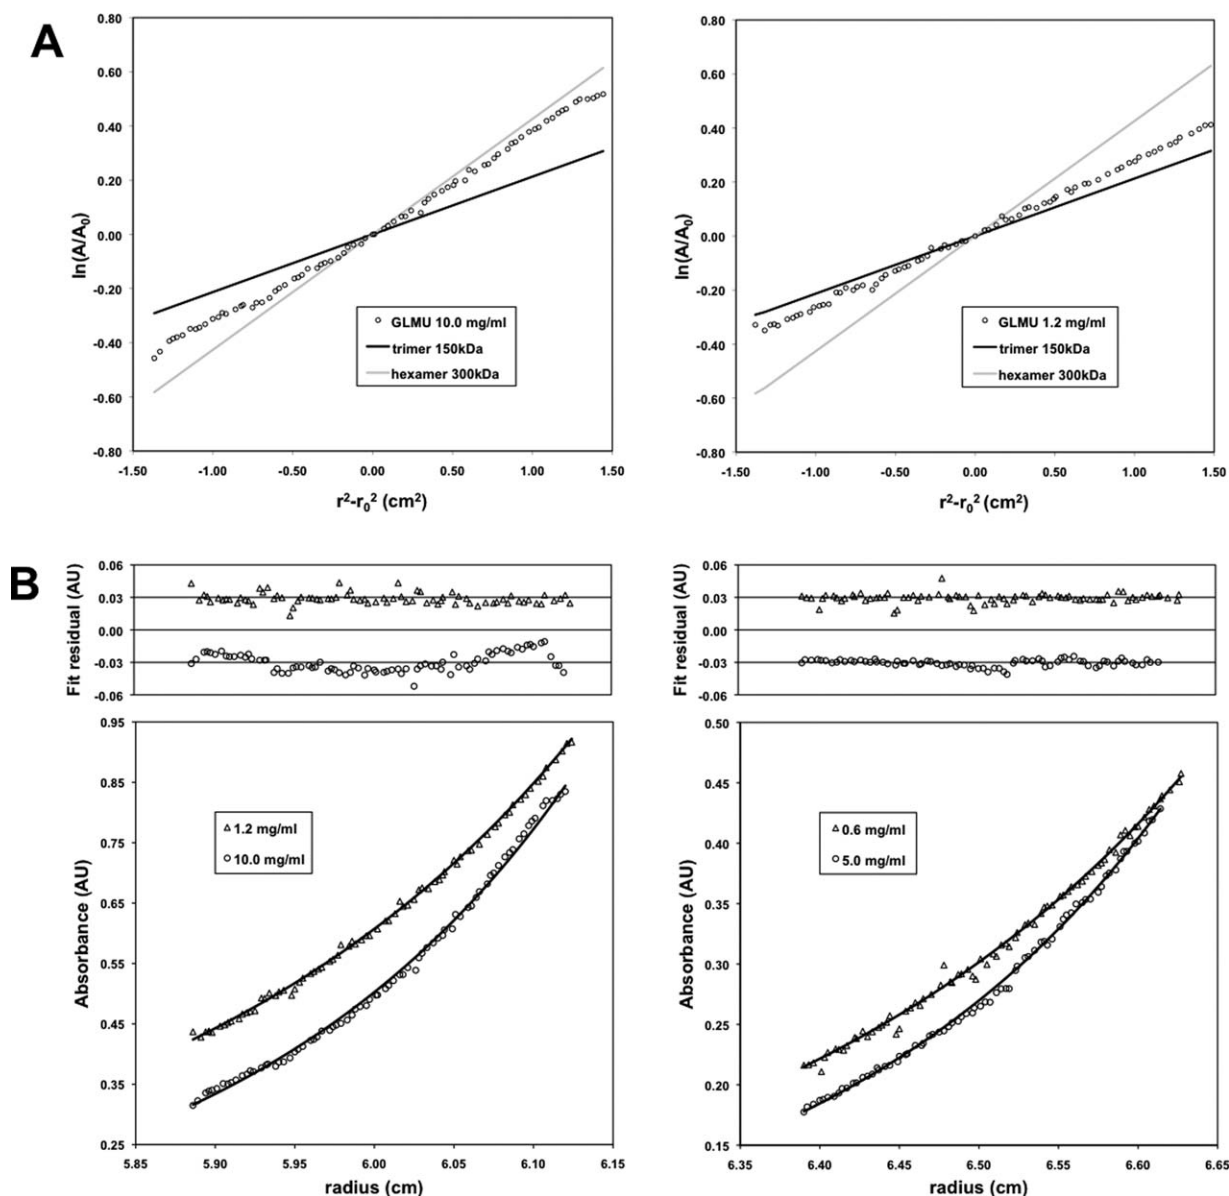 A
0.80
0.60
0.40
0.20
0.00
-0.20
-0.40
-0.60
-0.80
ln(A/A0)
GLMU 10.0 mg/ml
trimer 150kDa
hexamer 300kDa
-1.50 -1.00 -0.50 0.00 0.50 1.00 1.50
r²-r₀² (cm²)
0.80
0.60
0.40
0.20
0.00
-0.20
-0.40
-0.60
-0.80
ln(A/A0)
GLMU 1.2 mg/ml
trimer 150kDa
hexamer 300kDa
-1.50 -1.00 -0.50 0.00 0.50 1.00 1.50
r²-r₀² (cm²)
B
Fit residual (AU)
0.06
0.03
0.00
-0.03
-0.06
Absorbance (AU)
0.95
0.85
0.75
0.65
0.55
0.45
0.35
0.25
1.2 mg/ml
10.0 mg/ml
5.85 5.90 5.95 6.00 6.05 6.10 6.15
radius (cm)
Fit residual (AU)
0.06
0.03
0.00
-0.03
-0.06
Absorbance (AU)
0.50
0.45
0.40
0.35
0.30
0.25
0.20
0.15
0.6 mg/ml
5.0 mg/ml
6.35 6.40 6.45 6.50 6.55 6.60 6.65
radius (cm)